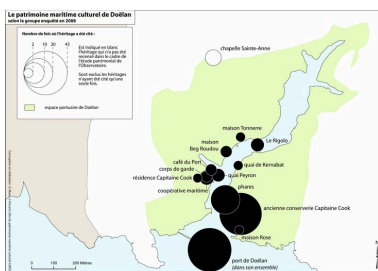 Le patrimoine maritime culturel de Doëlan
selon le groupe enquêté en 2008
Nombre de fois où l'héritage a été cité :
2 10 20 45
Est indiqué en blanc
l'héritage qui n'a pas été
recensé dans le cadre de
l'étude patrimoniale de
l'Observatoire.
Sont exclus les héritages
n'ayant été cité qu'une
seule fois.
espace portuaire de Doëlan
chapelle Sainte-Anne
maison Tonnerre
maison
Beg Roudou
Le Rigolo
café du Port
corps de garde
quai de Kernabat
résidence Capitaine Cook
quai Peyron
coopérative maritime
phares
ancienne conserverie Capitaine Cook
maison Rose
port de Doëlan
(dans son ensemble)
0 200 Mètres